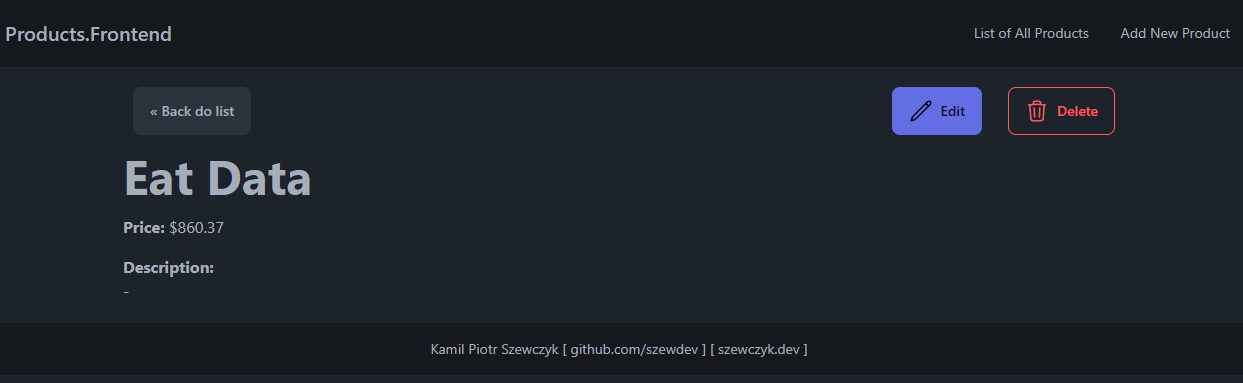 Products.Frontend
List of All Products
Add New Product
« Back do list
Edit
Delete
Eat Data
Price: $860.37
Description:
-
Kamil Piotr Szewczyk [ github.com/szewdev ] [ szewczyk.dev ]